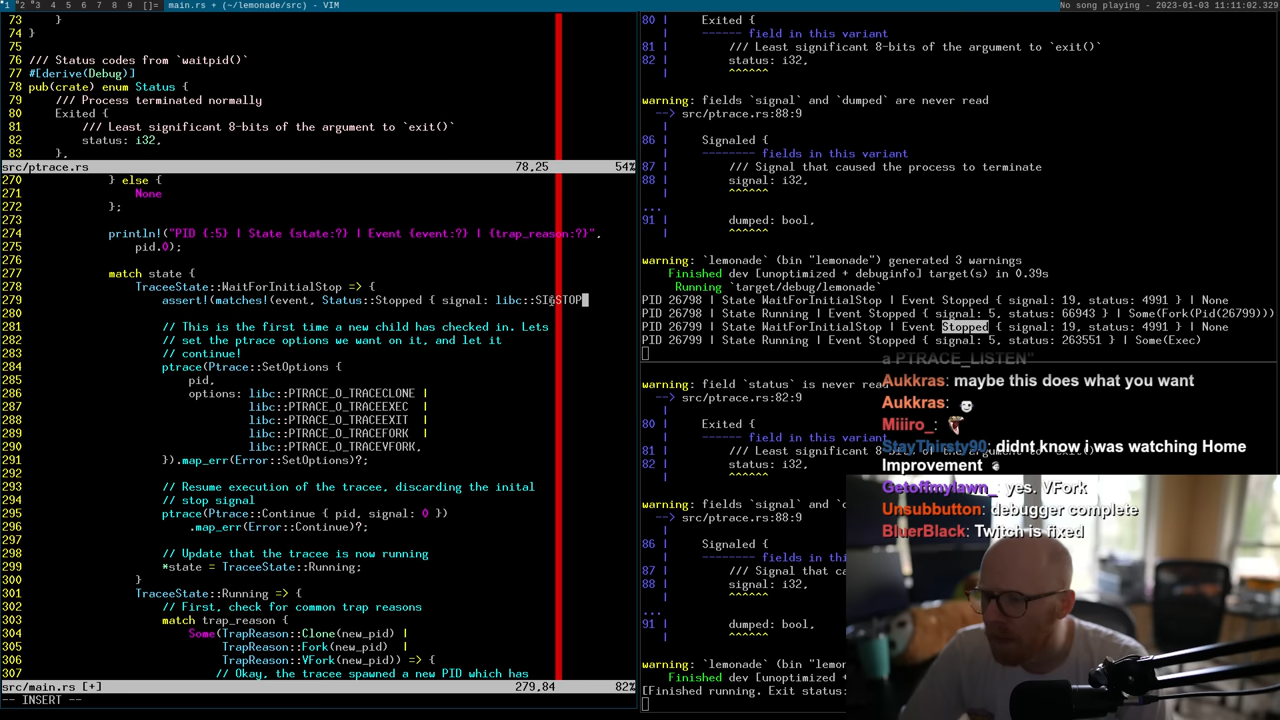 1 2 3 4 5 6 7 8 9 []= main.rs + (~/lemonade/src) - VIM
No song playing - 2023-01-03 11:11:02.329
73     }
74 }
75
76 /// Status codes from `waitpid()`
77 #[derive(Debug)]
78 pub(crate) enum Status {
79     /// Process terminated normally
80     Exited {
81         /// Least significant 8-bits of the argument to `exit()`
82         status: i32,
83     },
src/ptrace.rs 78,25 54%
270             } else {
271                 None
272             };
273
274             println!("PID {:5} | State {state:?} | Event {event:?} | {trap_reason:?}",
275                 pid.0);
276
277             match state {
278                 TraceeState::WaitForInitialStop => {
279                     assert!(matches!(event, Status::Stopped { signal: libc::SIGSTOP
280
281                     // This is the first time a new child has checked in. Lets
282                     // set the ptrace options we want on it, and let it
283                     // continue!
284                     ptrace(Ptrace::SetOptions {
285                         pid,
286                         options: libc::PTRACE_O_TRACECLONE |
287                                  libc::PTRACE_O_TRACEEXEC |
288                                  libc::PTRACE_O_TRACEEXIT |
289                                  libc::PTRACE_O_TRACEFORK |
290                                  libc::PTRACE_O_TRACEVFORK,
291                     }).map_err(Error::SetOptions)?;
292
293                     // Resume execution of the tracee, discarding the inital
294                     // stop signal
295                     ptrace(Ptrace::Continue { pid, signal: 0 })
296                         .map_err(Error::Continue)?;
297
298                     // Update that the tracee is now running
299                     *state = TraceeState::Running;
300                 }
301                 TraceeState::Running => {
302                     // First, check for common trap reasons
303                     match trap_reason {
304                         Some(TrapReason::Clone(new_pid) |
305                              TrapReason::Fork(new_pid) |
306                              TrapReason::VFork(new_pid)) => {
307                             // Okay, the tracee spawned a new PID which has
src/main.rs [+] 279,84 82%
-- INSERT --
80 |     Exited {
   |     ------ field in this variant
81 |         /// Least significant 8-bits of the argument to `exit()`
82 |         status: i32,
   |         ^^^^^^
warning: fields `signal` and `dumped` are never read
--> src/ptrace.rs:88:9
   |
86 |     Signaled {
   |     -------- fields in this variant
87 |         /// Signal that caused the process to terminate
88 |         signal: i32,
   |         ^^^^^^
...
91 |         dumped: bool,
   |         ^^^^^^
warning: `lemonade` (bin "lemonade") generated 3 warnings
Finished dev [unoptimized + debuginfo] target(s) in 0.39s
Running `target/debug/lemonade`
PID 26798 | State WaitForInitialStop | Event Stopped { signal: 19, status: 4991 } | None
PID 26798 | State Running | Event Stopped { signal: 5, status: 66943 } | Some(Fork(Pid(26799)))
PID 26799 | State WaitForInitialStop | Event Stopped { signal: 19, status: 4991 } | None
PID 26799 | State Running | Event Stopped { signal: 5, status: 263551 } | Some(Exec)
warning: field `status` is never read
--> src/ptrace.rs:82:9
   |
80 |     Exited {
   |     ------ field in this variant
81 |         /// Least significant 8-bits of the argument to `exit()`
82 |         status: i32,
   |         ^^^^^^
warning: fields `signal` and `
--> src/ptrace.rs:88:9
   |
86 |     Signaled {
   |     -------- fields in thi
87 |         /// Signal that ca
88 |         signal: i32,
   |         ^^^^^^
...
91 |         dumped: bool,
   |         ^^^^^^
warning: `lemonade` (bin "lemon
Finished dev [unoptimized +
[Finished running. Exit status:
a PTRACE_LISTEN"
Aukkras: maybe this does what you want
Aukkras:
Miiiro_:
StayThirsty90: didnt know i was watching Home
Improvement
Getoffmylawn_: yes. VFork
Unsubbutton: debugger complete
BluerBlack: Twitch is fixed